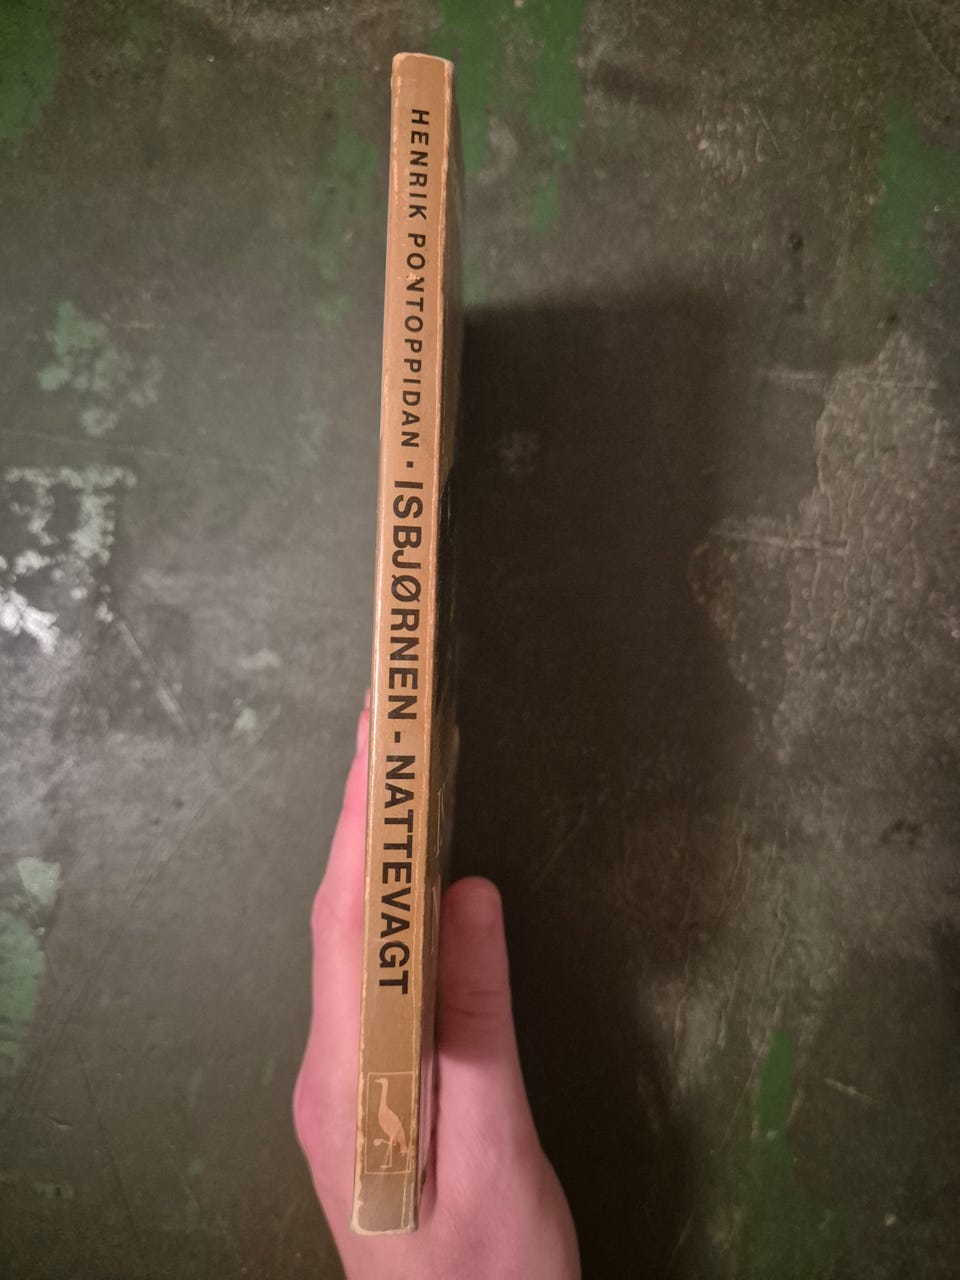 HENRIK PONTOPPIDAN · ISBJØRNEN - NATTEVAGT